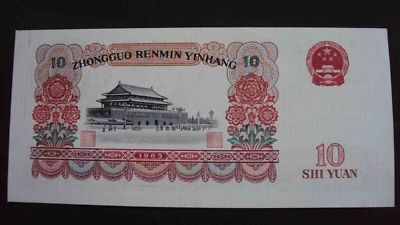 10 ZHONGGUO RENMIN YINHANG 10
1965
10
SHI YUAN